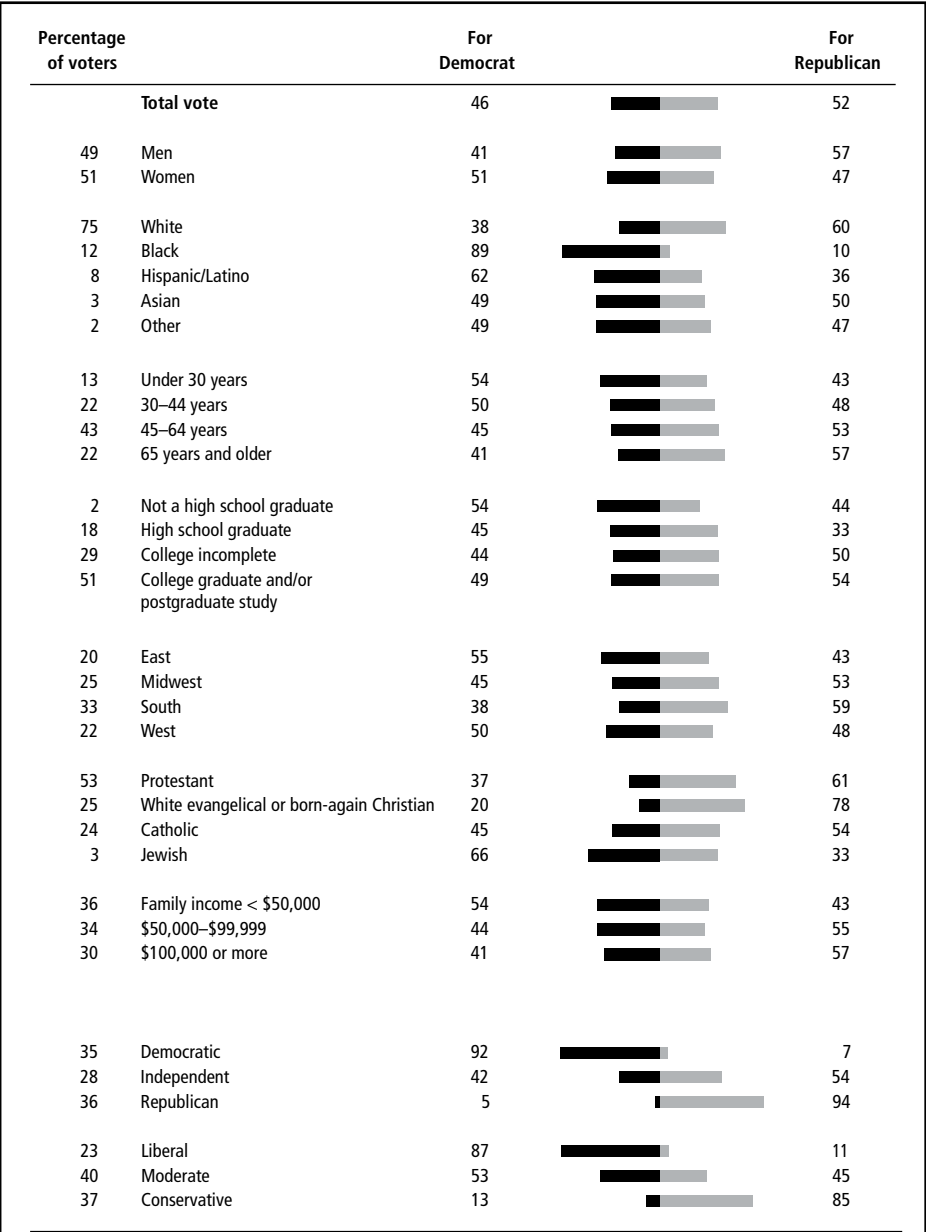 Percentage For For
of voters Democrat Republican
Total vote 46 52
49 Men 41 57
51 Women 51 47
75 White 38 60
12 Black 89 10
8 Hispanic/Latino 62 36
3 Asian 49 50
2 Other 49 47
13 Under 30 years 54 43
22 30–44 years 50 48
43 45–64 years 45 53
22 65 years and older 41 57
2 Not a high school graduate 54 44
18 High school graduate 45 33
29 College incomplete 44 50
51 College graduate and/or 49 54
postgraduate study
20 East 55 43
25 Midwest 45 53
33 South 38 59
22 West 50 48
53 Protestant 37 61
25 White evangelical or born-again Christian 20 78
24 Catholic 45 54
3 Jewish 66 33
36 Family income < $50,000 54 43
34 $50,000–$99,999 44 55
30 $100,000 or more 41 57
35 Democratic 92 7
28 Independent 42 54
36 Republican 5 94
23 Liberal 87 11
40 Moderate 53 45
37 Conservative 13 85